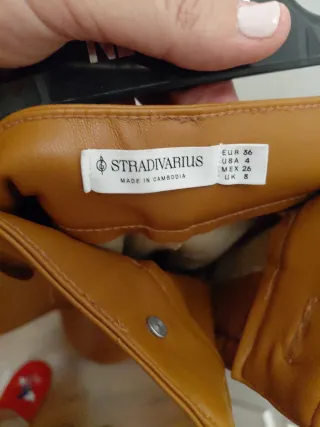 STRADIVARIUS
MADE IN CAMBODIA
EUR 36
USA 4
MEX 26
UK 8